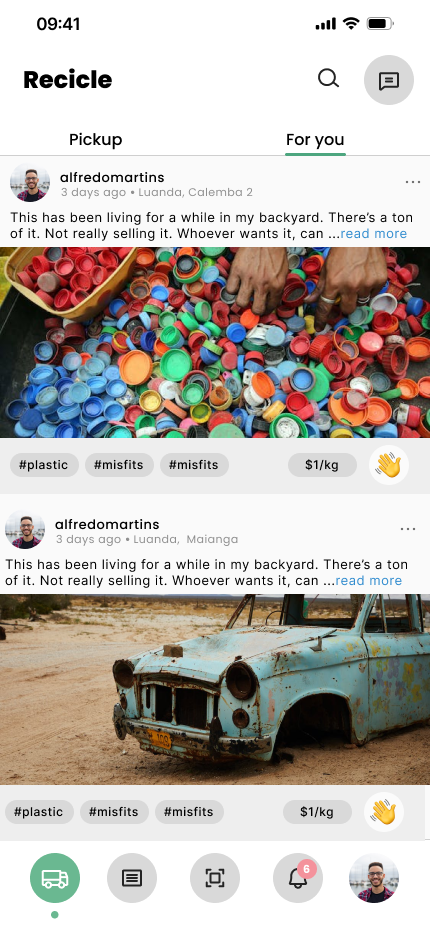 09:41
Recicle
Pickup
For you
alfredomartins
3 days ago • Luanda, Calemba 2
This has been living for a while in my backyard. There's a ton
of it. Not really selling it. Whoever wants it, can ...read more
#plastic
#misfits
#misfits
$1/kg
alfredomartins
3 days ago • Luanda, Maianga
This has been living for a while in my backyard. There's a ton
of it. Not really selling it. Whoever wants it, can ...read more
#plastic
#misfits
#misfits
$1/kg
6